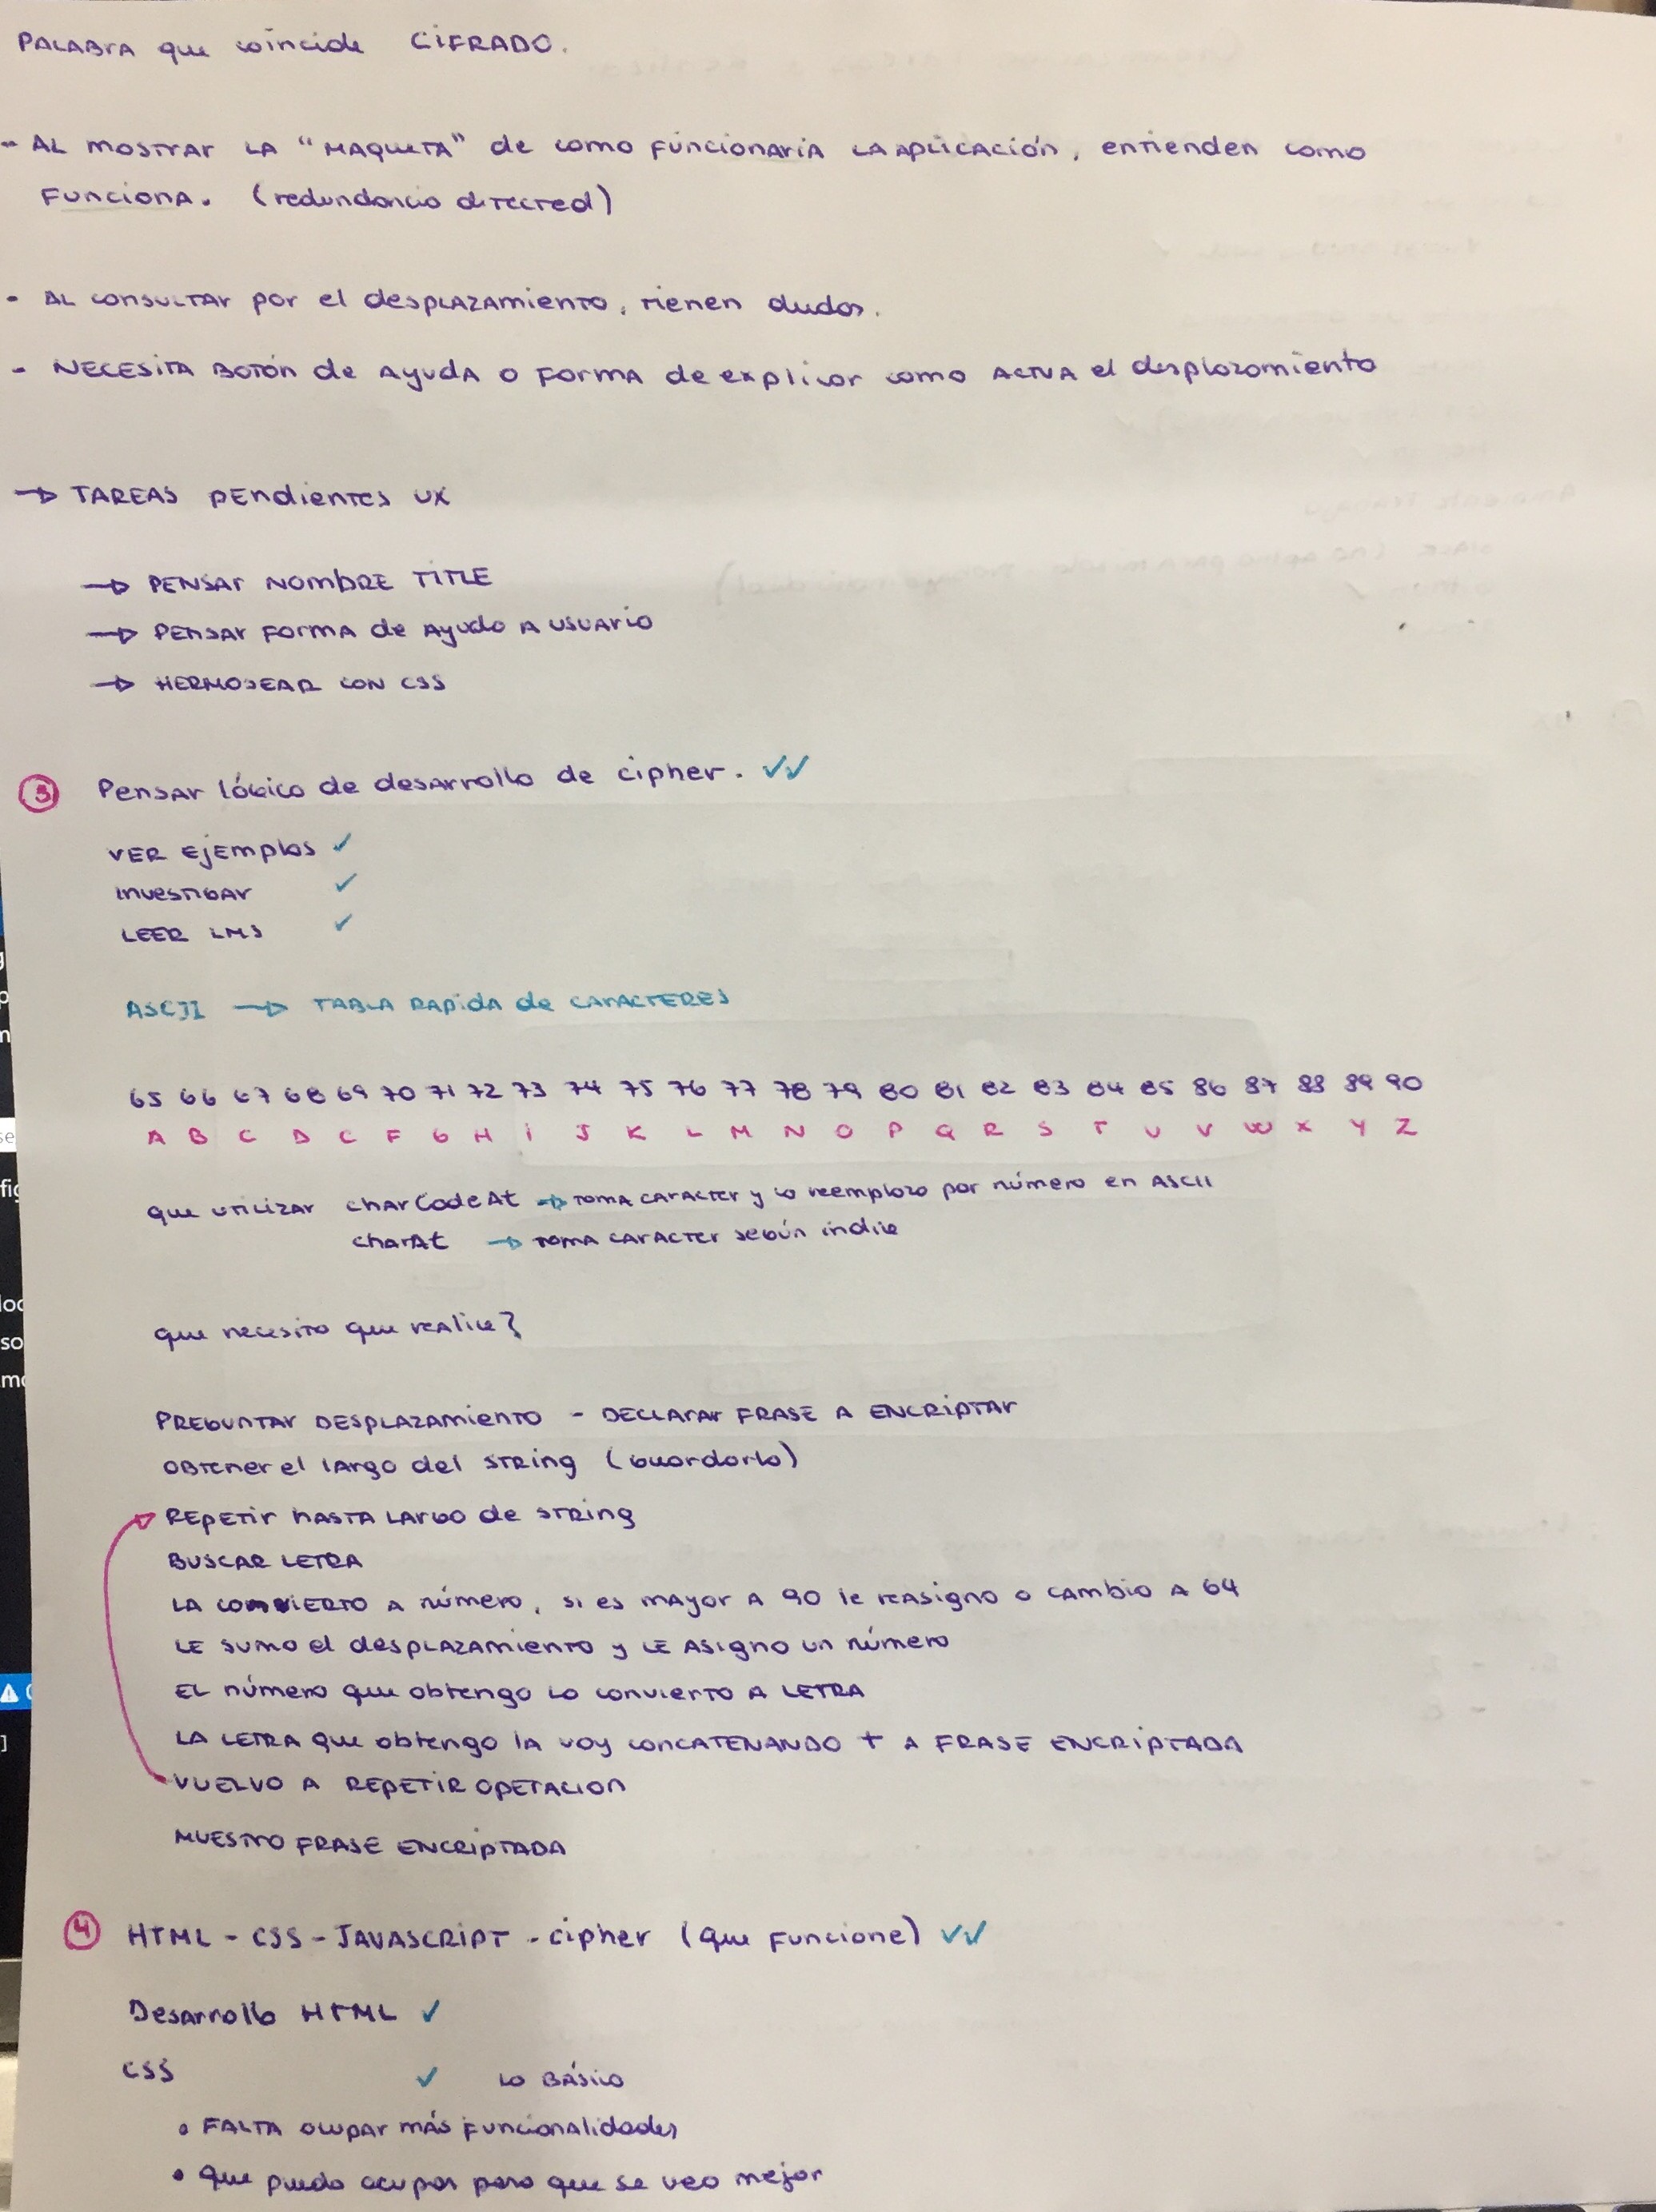 PALABrA que coincide CIFRADO.
- AL mostrar LA "MAQUETA" de como Funcionaría LA APLICACIÓN, entienden como
Funciona. (redundancia directed)
- AL consultar por el desplazamiento, tienen dudas.
- NECESITA BOTón de AyuDA o Forma de explicar como ACTUA el desplazamiento
→ TAREAS pendientes UX
→ PENSAr NOMBRE TITLE
→ PENSAr Forma de Ayuda A USUARIO
→ HERMOSEAR CON CSS
3 Pensar lógica de desarrollo de cipher. ✓✓
VER Ejemplos ✓
investigar ✓
LEER LMS ✓
ASCII → TABLA RAPIDA de CARACTERES
65 66 67 68 69 70 71 72 73 74 75 76 77 78 79 80 81 82 83 84 85 86 87 88 89 90
A B C D C F G H i J K L M N O P Q R S T U V W X Y Z
que utilizar charCodeAt → Toma CARACTER y lo reemplazo por número en ASCII
charAt → Toma CARACTER según indice
que necesito que realice?
PREGUNTAr DESPLAZAMIENTO - DECLARAR FRASE A ENCRIPTAR
OBTener el largo del STRing (guardarlo)
REPETir HASTA LARGO de STRing
BUSCAR LETRA
LA CONVIERTO A número, si es mayor A 90 le reAsigno o cambio A 64
LE sumo el desplazamiento y LE Asigno un número
EL número que obtengo lo convierto A LETRA
LA LETRA que obtengo la voy CONCATENANDO + A FRASE ENCRIPTADA
VUELVO A REPETIR OPERACION
MUESTRO FRASE ENCRIPTADA
4 HTML - CSS - JAVASCRIPT - cipher (que Funcione) ✓✓
Desarrollo HTML ✓
CSS ✓ Lo BÁSico
• FALTA ocupar más Funcionalidades
• que puedo ocupar para que se vea mejor